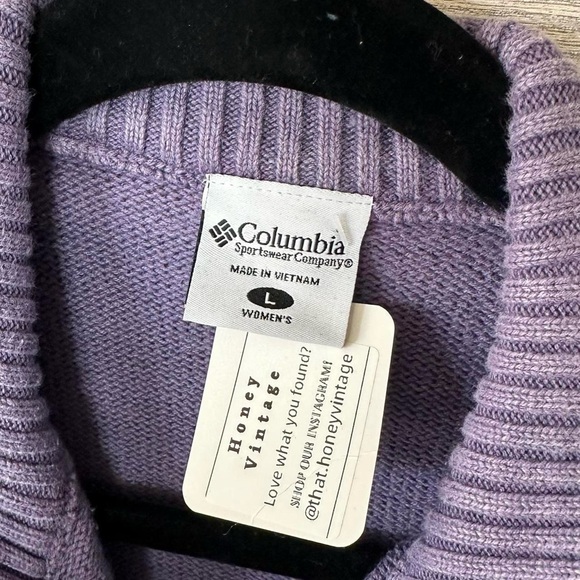 Columbia
Sportswear Company®
MADE IN VIETNAM
L
WOMEN'S
Honey
Vintage
Love what you found?
SHOP OUR INSTAGRAM!
@that.honeyvintage